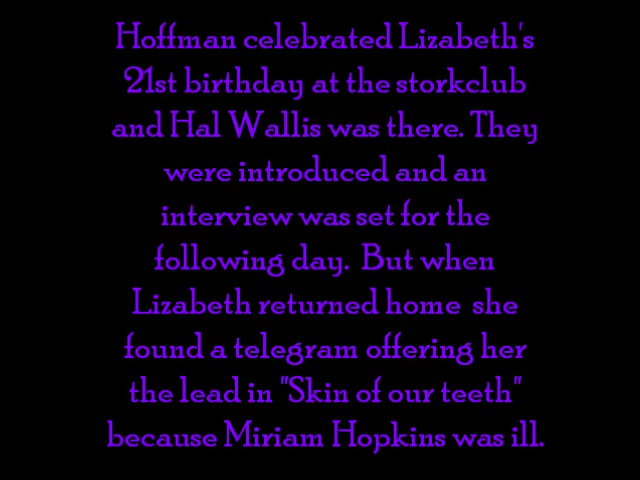 Hoffman celebrated Lizabeth's
21st birthday at the storkclub
and Hal Wallis was there. They
were introduced and an
interview was set for the
following day. But when
Lizabeth returned home she
found a telegram offering her
the lead in "Skin of our teeth"
because Miriam Hopkins was ill.